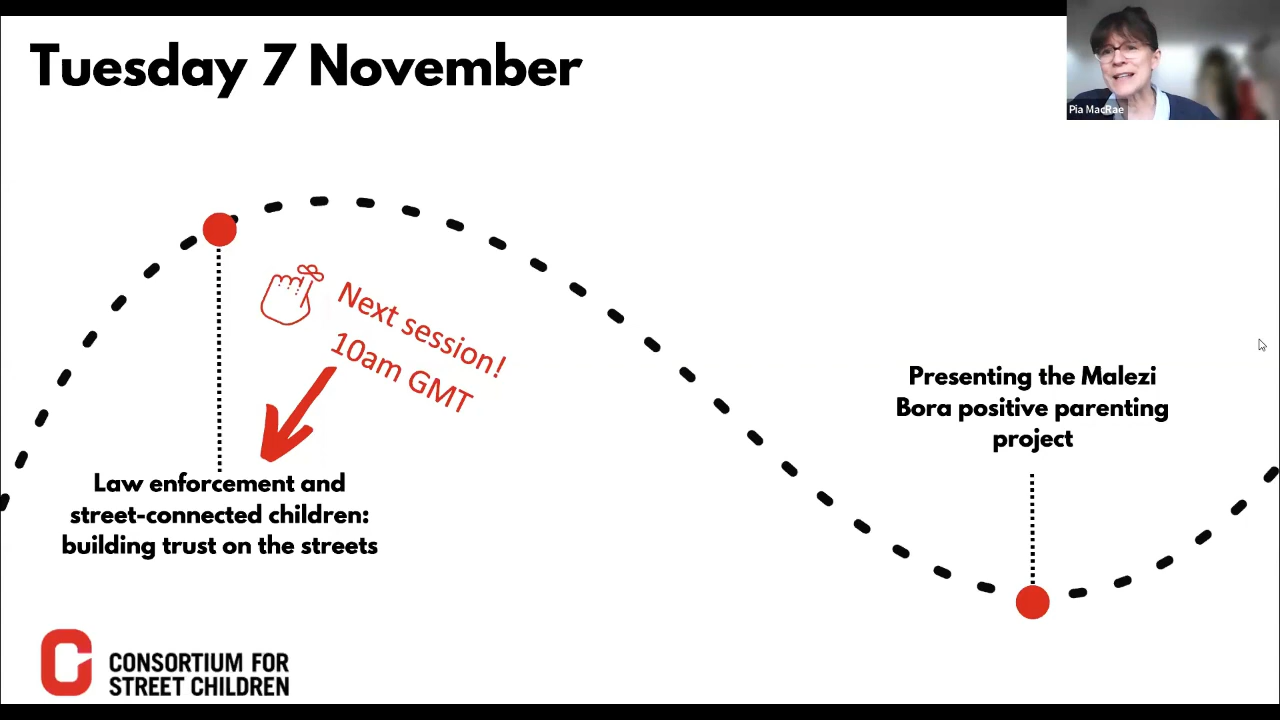 Tuesday 7 November
Pia MacRae
Next session!
10am GMT
Presenting the Malezi
Bora positive parenting
project
Law enforcement and
street-connected children:
building trust on the streets
CONSORTIUM FOR
STREET CHILDREN